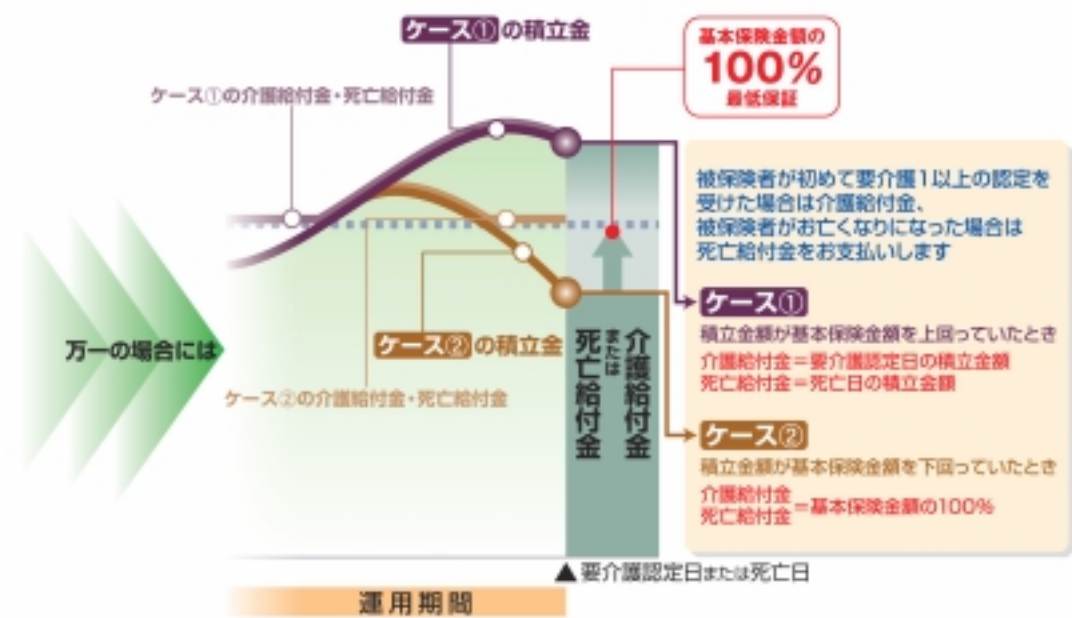 ケース①の積立金
基本保険金額の
100%
最低保証
ケース①の介護給付金・死亡給付金
被保険者が初めて要介護1以上の認定を
受けた場合は介護給付金、
被保険者がお亡くなりになった場合は
死亡給付金をお支払いします
万一の場合には
ケース②の積立金
ケース②の介護給付金・死亡給付金
介護給付金
または
死亡給付金
ケース①
積立金額が基本保険金額を上回っていたとき
介護給付金=要介護認定日の積立金額
死亡給付金=死亡日の積立金額
ケース②
積立金額が基本保険金額を下回っていたとき
介護給付金
死亡給付金
=基本保険金額の100%
▲要介護認定日または死亡日
運用期間